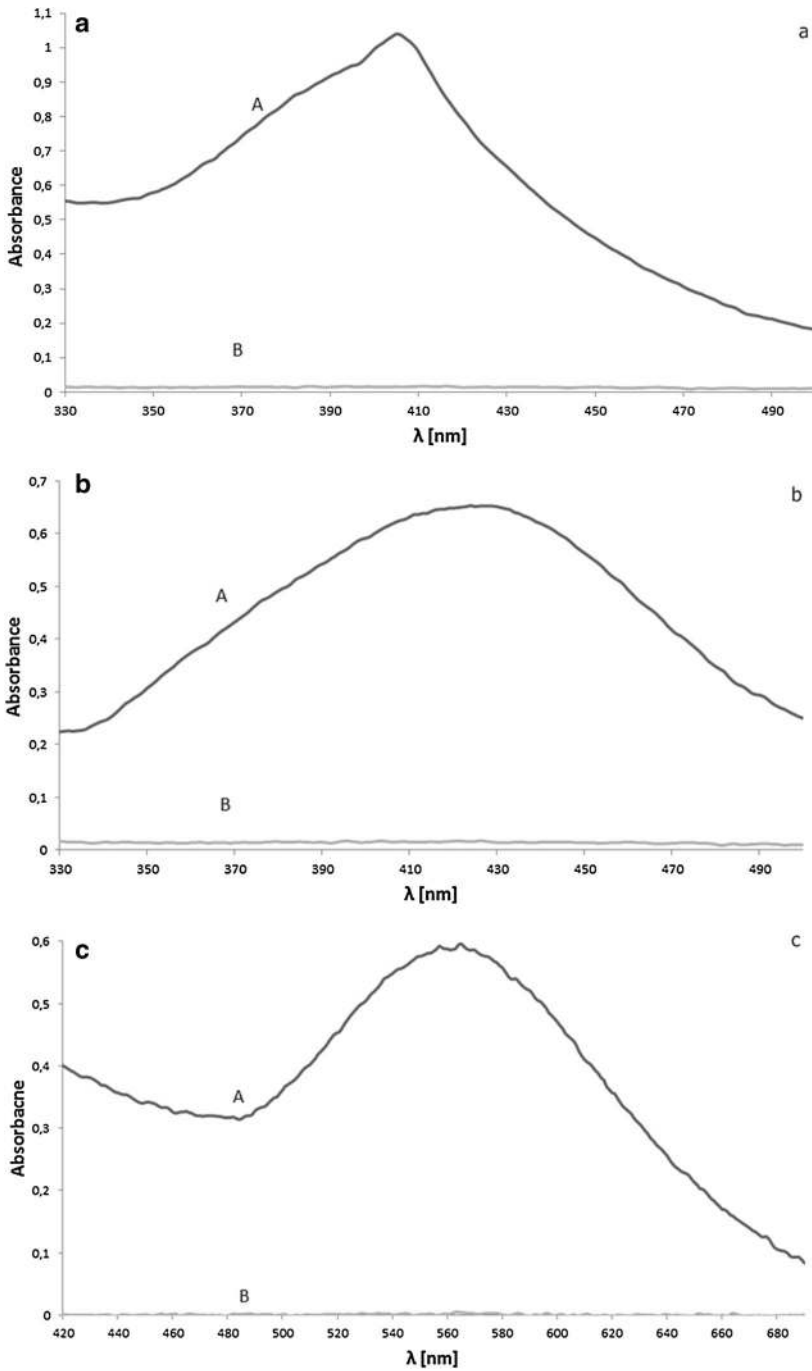 a a
1,1
1
0,9
0,8
0,7
0,6
0,5
0,4
0,3
0,2
0,1
0
Absorbance
A
B
330 350 370 390 410 430 450 470 490
λ [nm]
b b
0,7
0,6
0,5
0,4
0,3
0,2
0,1
0
Absorbance
A
B
330 350 370 390 410 430 450 470 490
λ [nm]
c c
0,6
0,5
0,4
0,3
0,2
0,1
0
Absorbacne
A
B
420 440 460 480 500 520 540 560 580 600 620 640 660 680
λ [nm]